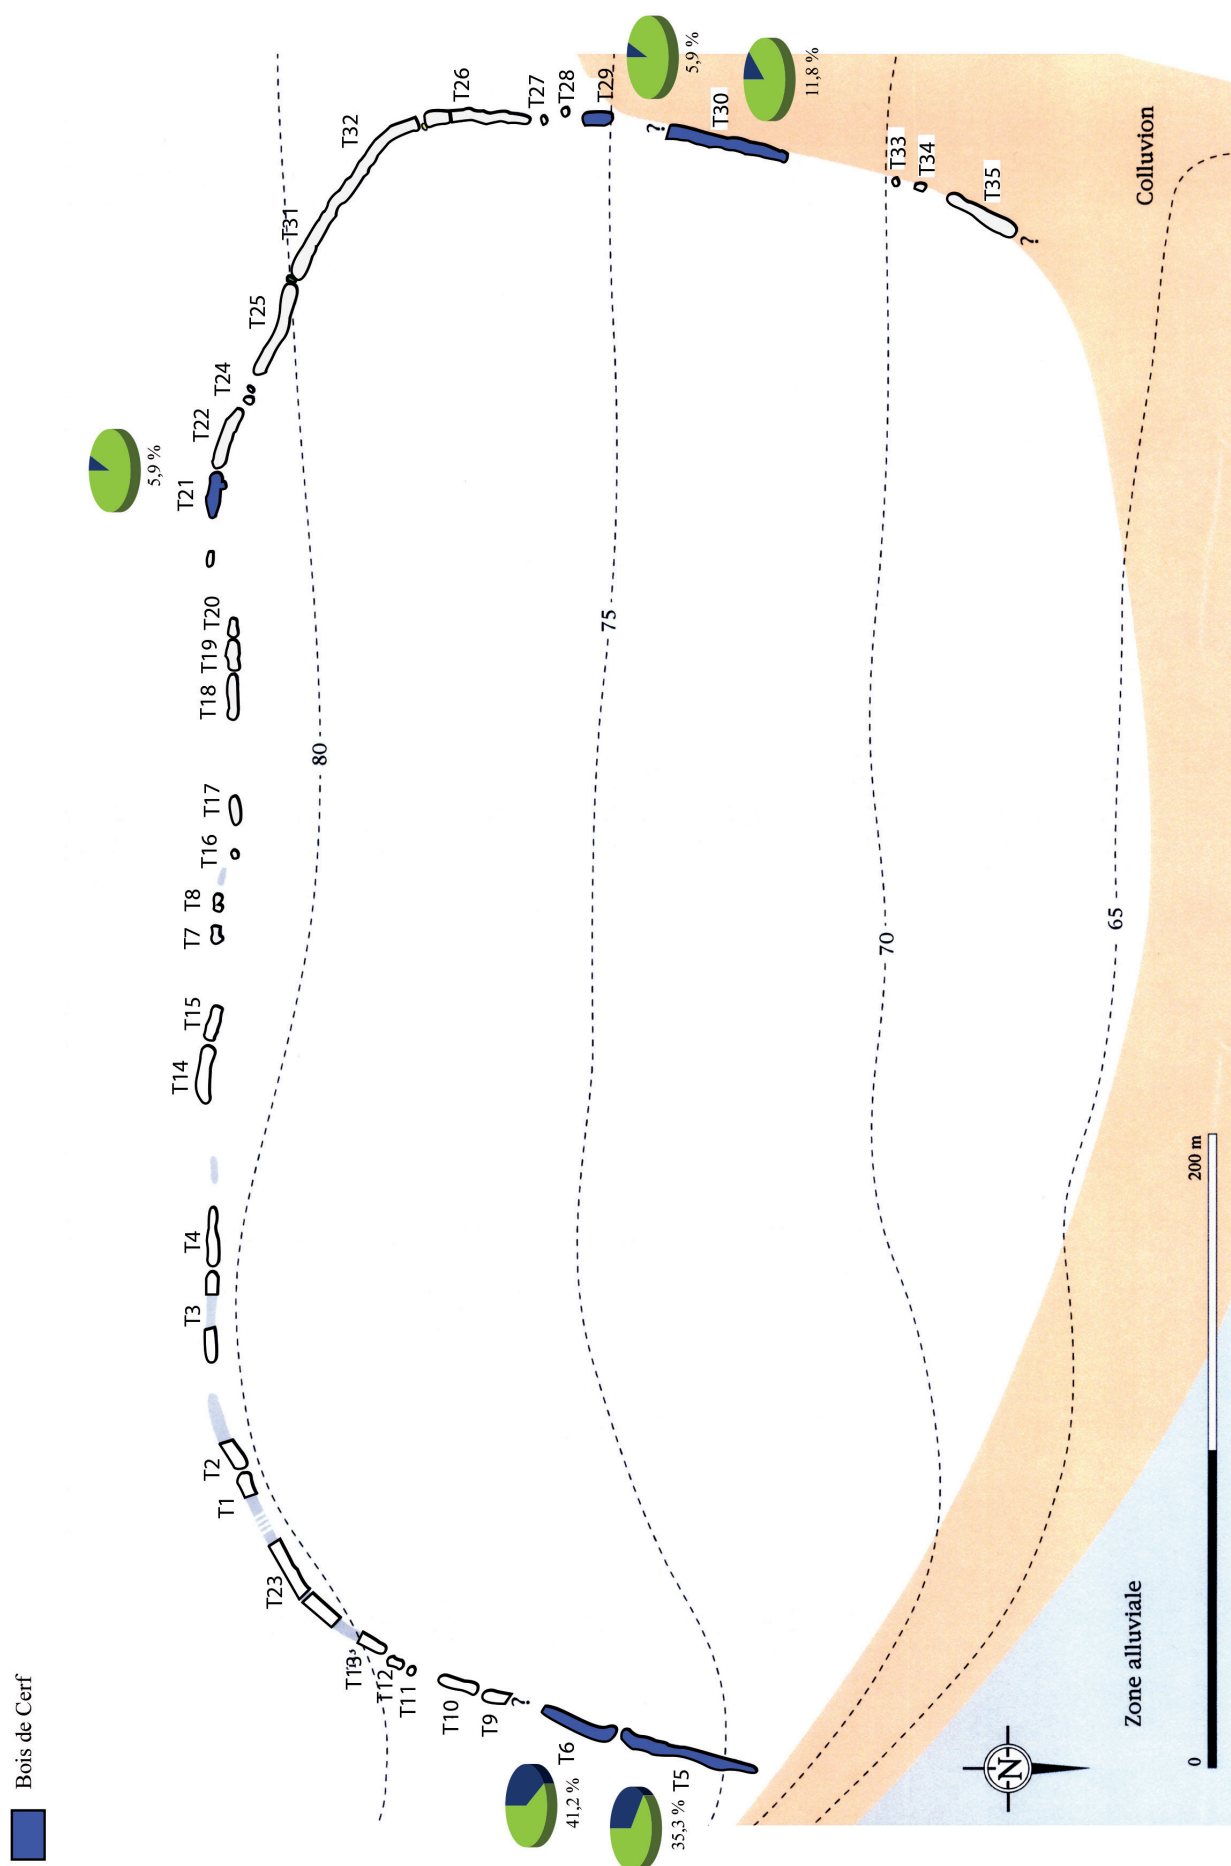 Bois de Cerf
T5
35,3 %
T6
41,2 %
?
T9
T10
T11
T12
T13'
T23
T1
T2
T3
T4
T14
T15
T7
T8
T16
T17
T18
T19
T20
T21
5,9 %
T22
T24
T25
T31
T32
T26
T27
T28
T29
5,9 %
?
T30
11,8 %
T33
T34
T35
?
80
75
70
65
Zone alluviale
Colluvion
N
0
200 m